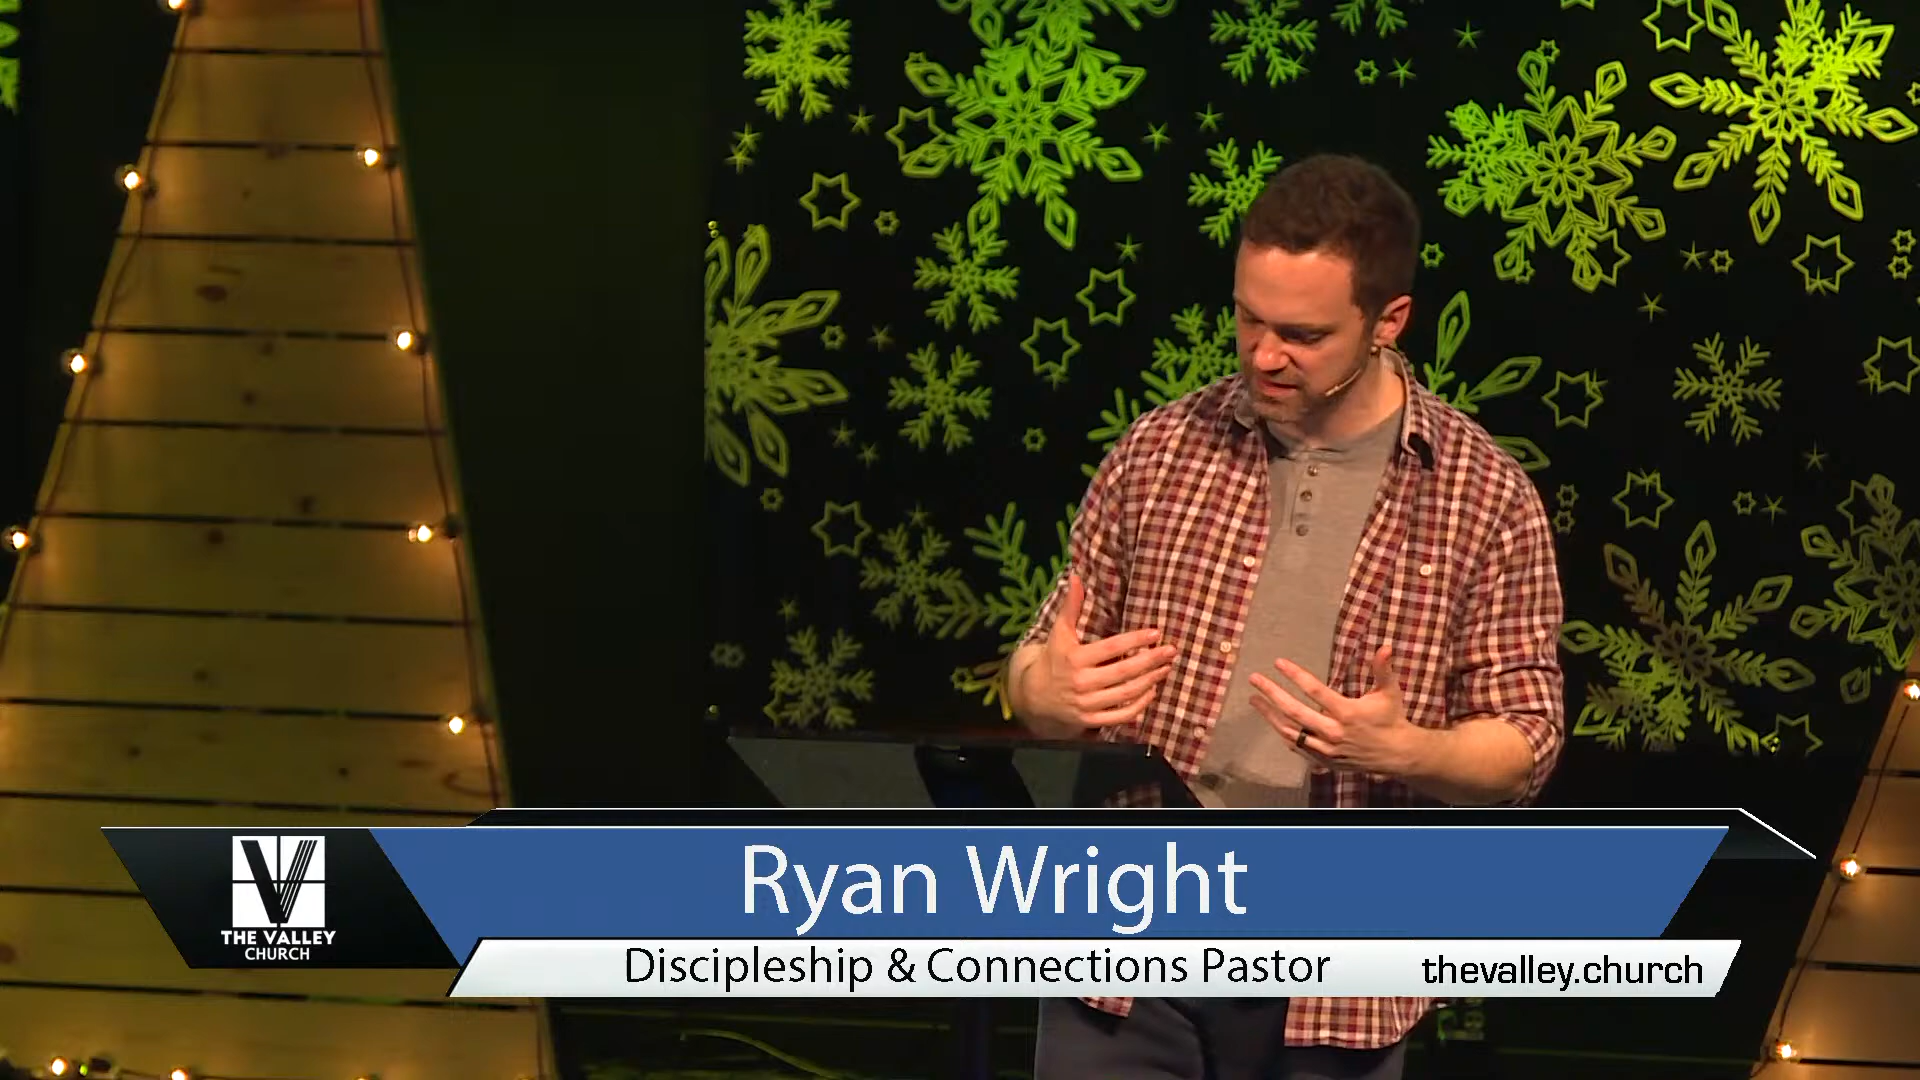 Ryan Wright
THE VALLEY
CHURCH
Discipleship & Connections Pastor
thevalley.church